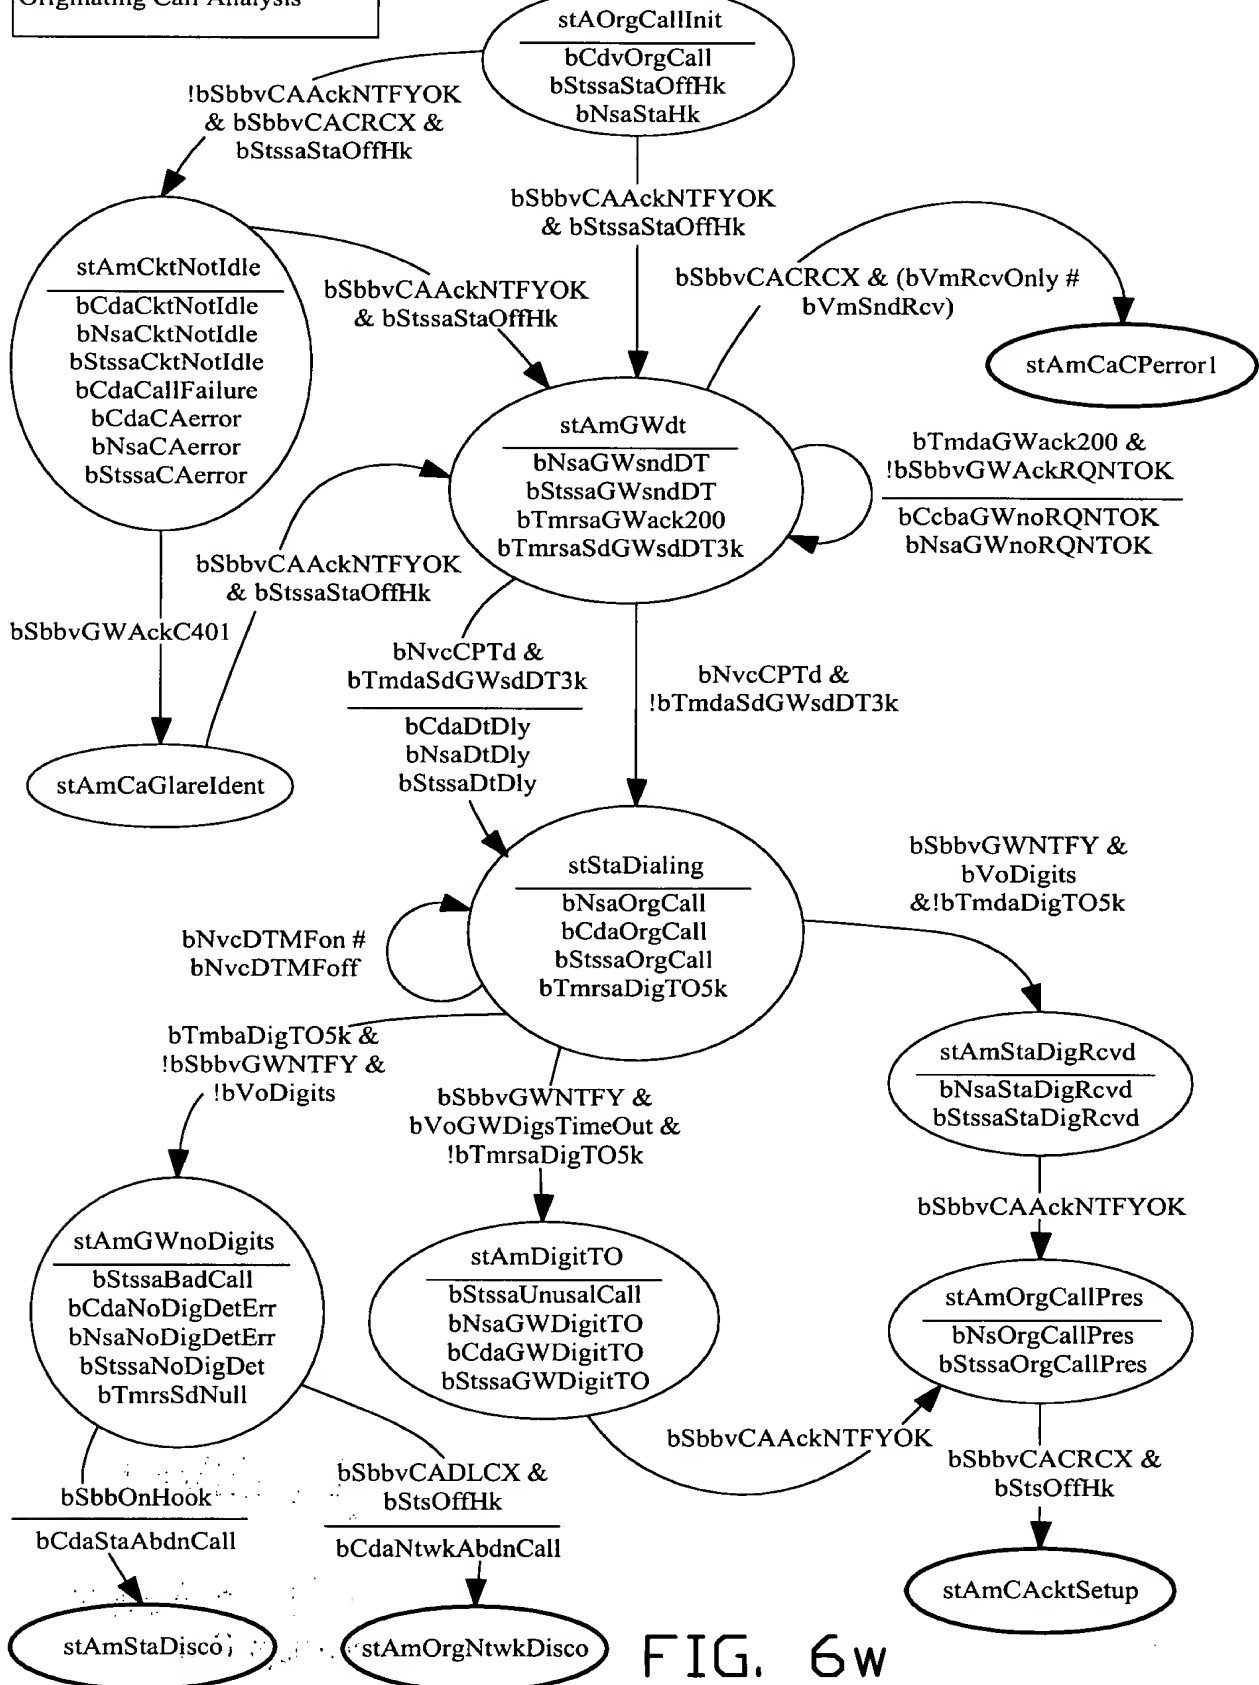 Originating Call Analysis
stAOrgCallInit
bCdvOrgCall
bStssaStaOffHk
bNsaStaHk
!bSbbvCAAckNTFYOK
& bSbbvCACRCX &
bStssaStaOffHk
bSbbvCAAckNTFYOK
& bStssaStaOffHk
stAmCktNotIdle
bCdaCktNotIdle
bNsaCktNotIdle
bStssaCktNotIdle
bCdaCallFailure
bCdaCAerror
bNsaCAerror
bStssaCAerror
bSbbvCAAckNTFYOK
& bStssaStaOffHk
bSbbvCACRCX & (bVmRcvOnly #
bVmSndRcv)
stAmCaCPerror1
stAmGWdt
bNsaGWsndDT
bStssaGWsndDT
bTmrsaGWack200
bTmrsaSdGWsdDT3k
bTmdaGWack200 &
!bSbbvGWAckRQNTOK
bCcbaGWnoRQNTOK
bNsaGWnoRQNTOK
bSbbvCAAckNTFYOK
& bStssaStaOffHk
bSbbvGWAckC401
stAmCaGlareIdent
bNvcCPTd &
bTmdaSdGWsdDT3k
bCdaDtDly
bNsaDtDly
bStssaDtDly
bNvcCPTd &
!bTmdaSdGWsdDT3k
stStaDialing
bNsaOrgCall
bCdaOrgCall
bStssaOrgCall
bTmrsaDigTO5k
bNvcDTMFon #
bNvcDTMFoff
bSbbvGWNTFY &
bVoDigits
&!bTmdaDigTO5k
bTmbaDigTO5k &
!bSbbvGWNTFY &
!bVoDigits
bSbbvGWNTFY &
bVoGWDigsTimeOut &
!bTmrsaDigTO5k
stAmStaDigRcvd
bNsaStaDigRcvd
bStssaStaDigRcvd
bSbbvCAAckNTFYOK
stAmGWnoDigits
bStssaBadCall
bCdaNoDigDetErr
bNsaNoDigDetErr
bStssaNoDigDet
bTmrsSdNull
stAmDigitTO
bStssaUnusalCall
bNsaGWDigitTO
bCdaGWDigitTO
bStssaGWDigitTO
stAmOrgCallPres
bNsOrgCallPres
bStssaOrgCallPres
bSbbvCAAckNTFYOK
bSbbvCACRCX &
bStsOffHk
bSbbOnHook
bCdaStaAbdnCall
bSbbvCADLCX &
bStsOffHk
bCdaNtwkAbdnCall
stAmCAcktSetup
stAmStaDisco
stAmOrgNtwkDisco
FIG. 6w